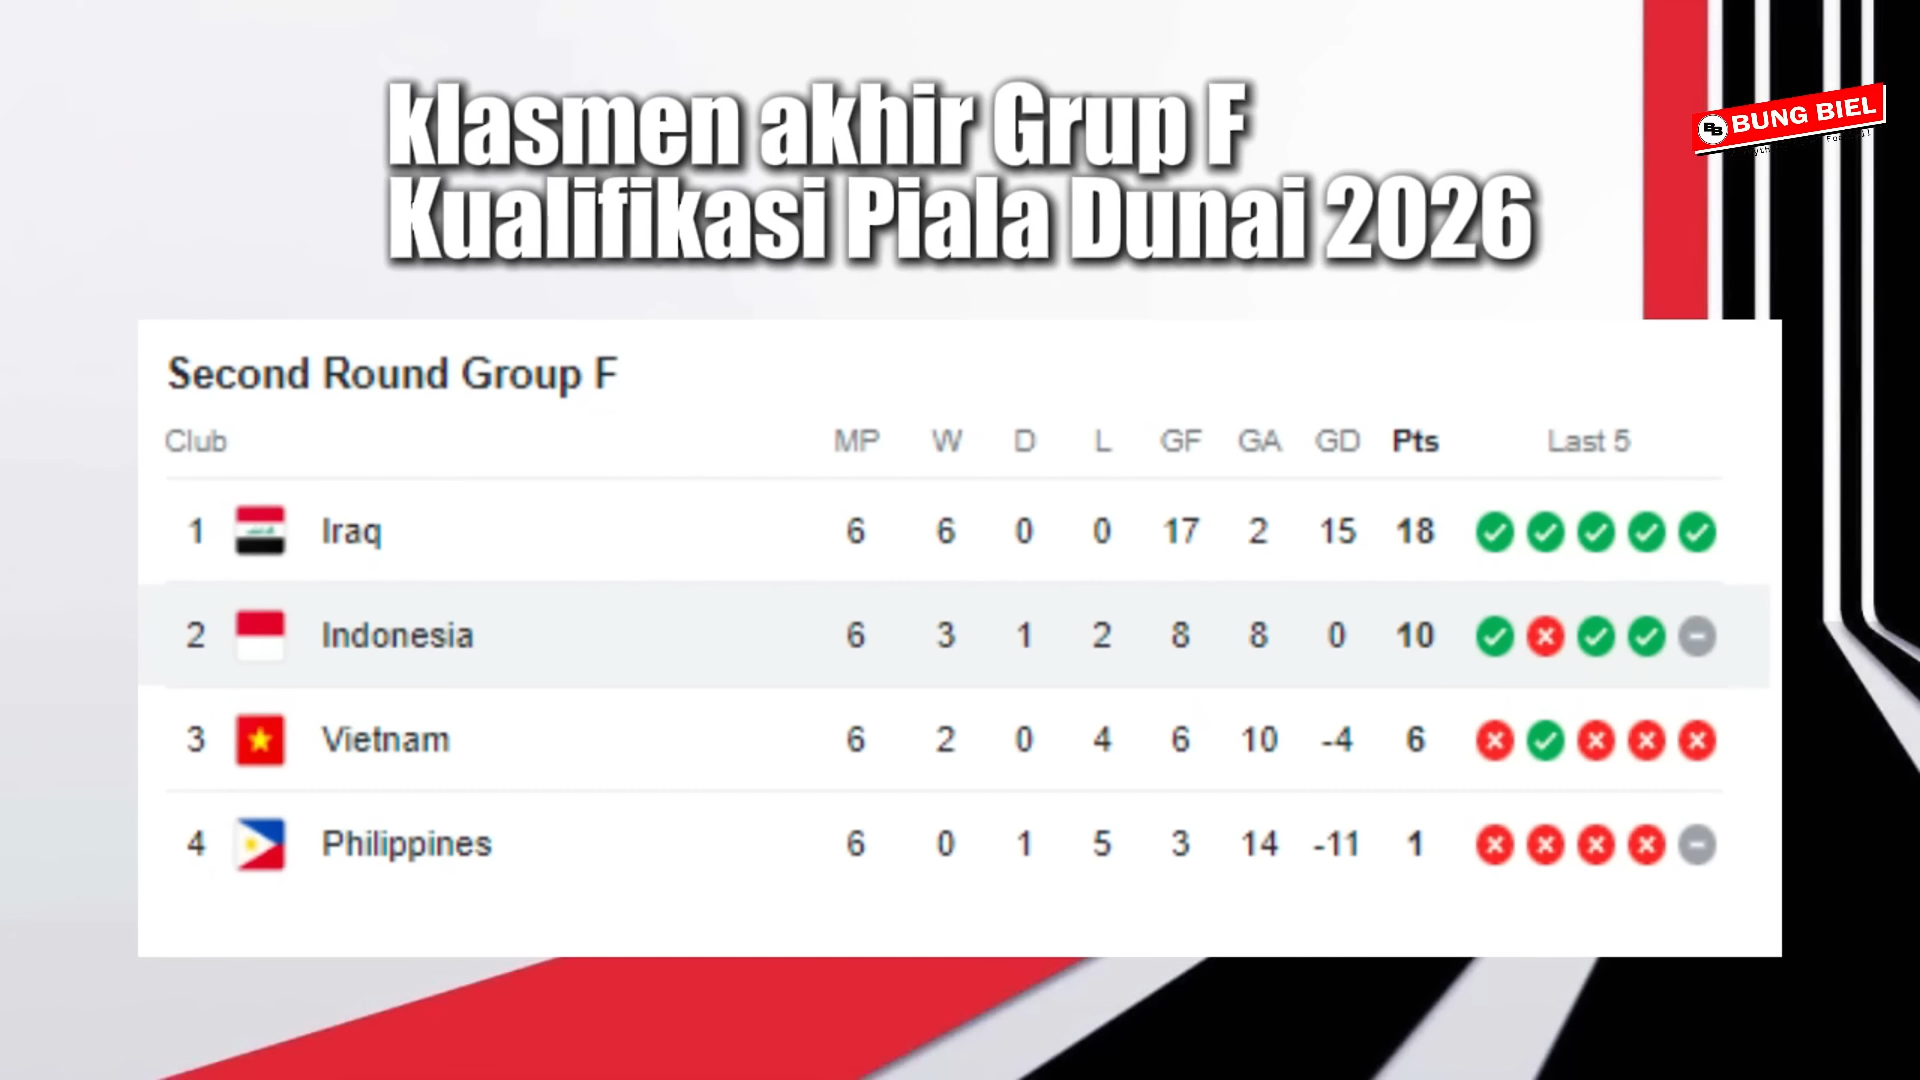 klasmen akhir Grup F
Kualifikasi Piala Dunai 2026
BB BUNG BIEL
Second Round Group F
Club MP W D L GF GA GD Pts Last 5
1 Iraq 6 6 0 0 17 2 15 18
2 Indonesia 6 3 1 2 8 8 0 10
3 Vietnam 6 2 0 4 6 10 -4 6
4 Philippines 6 0 1 5 3 14 -11 1